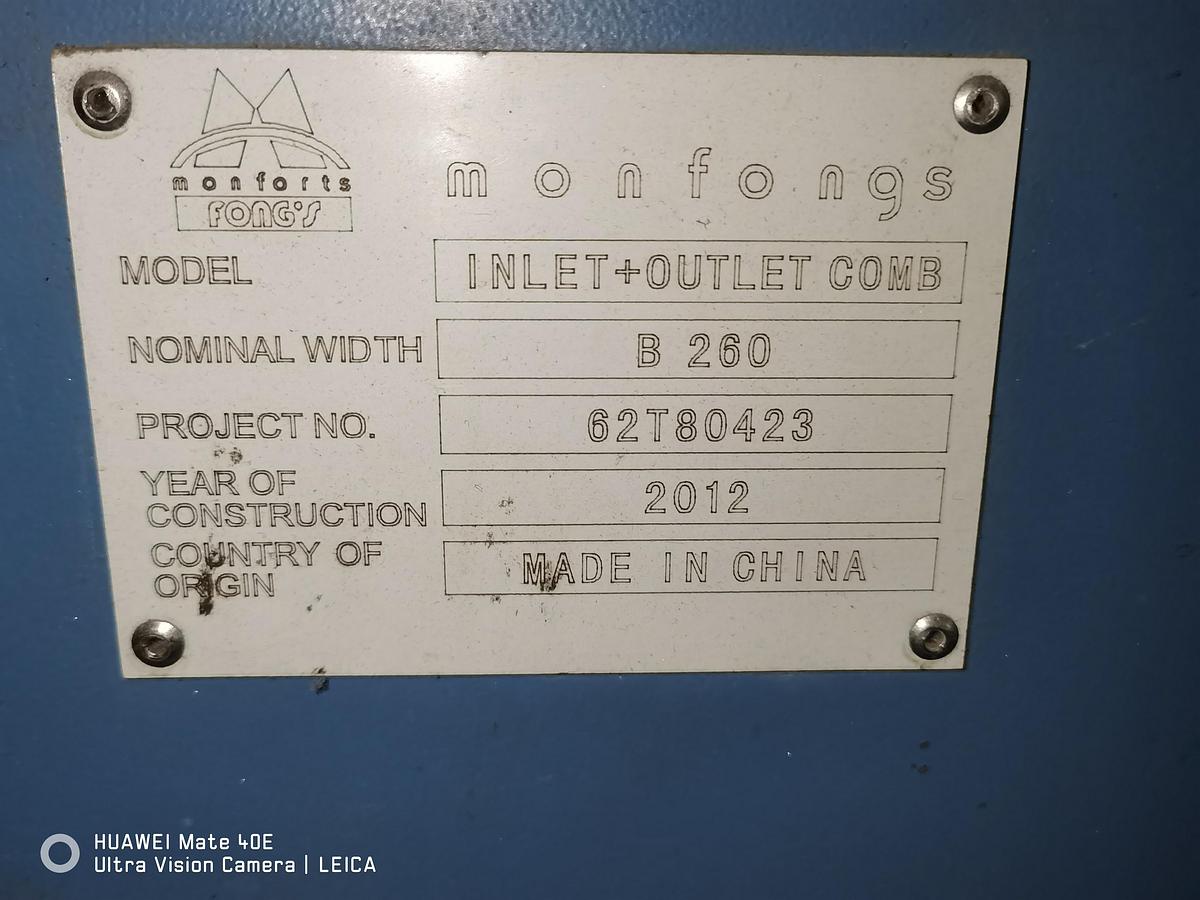 monforts
FONG'S
monfongs
MODEL INLET+OUTLET COMB
NOMINAL WIDTH B 260
PROJECT NO. 62T80423
YEAR OF
CONSTRUCTION 2012
COUNTRY OF
ORIGIN MADE IN CHINA
HUAWEI Mate 40E
Ultra Vision Camera | LEICA